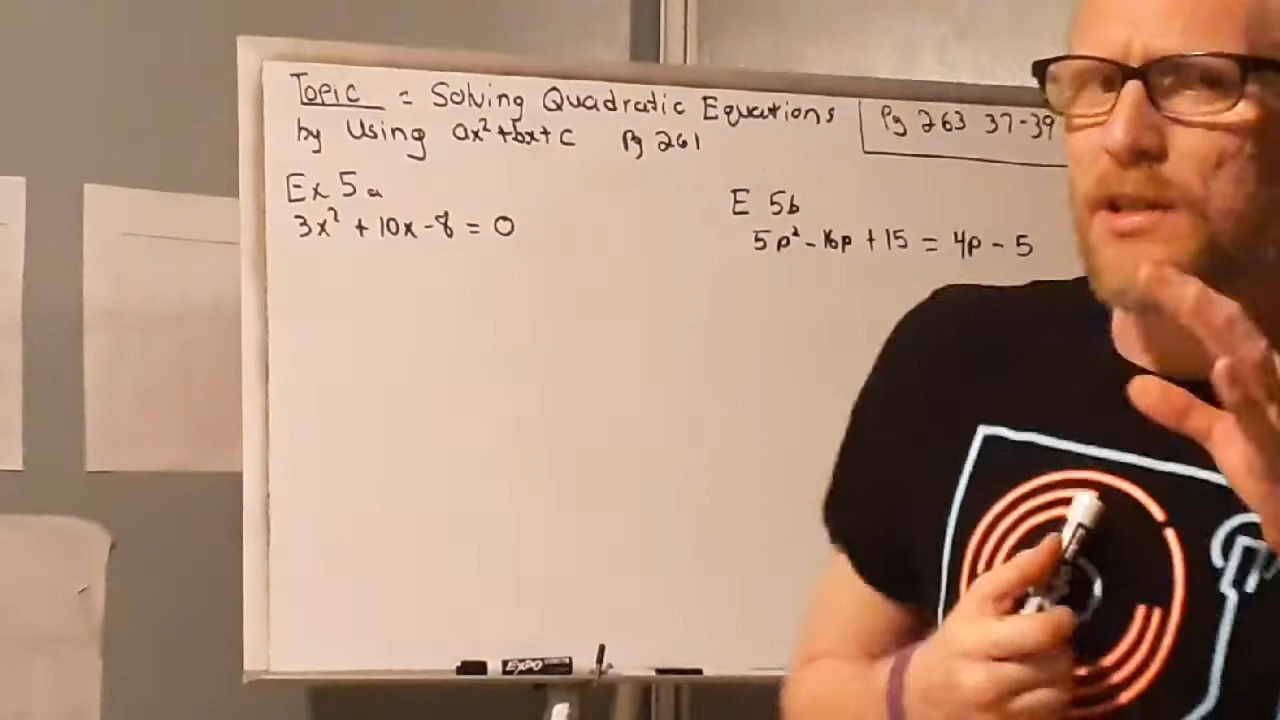 Topic = Solving Quadratic Equations
by Using ax²+bx+c Pg 261
Pg 263 37-39
Ex 5a
3x² + 10x - 8 = 0
E 5b
5p² - 16p + 15 = 4p - 5
EXPO